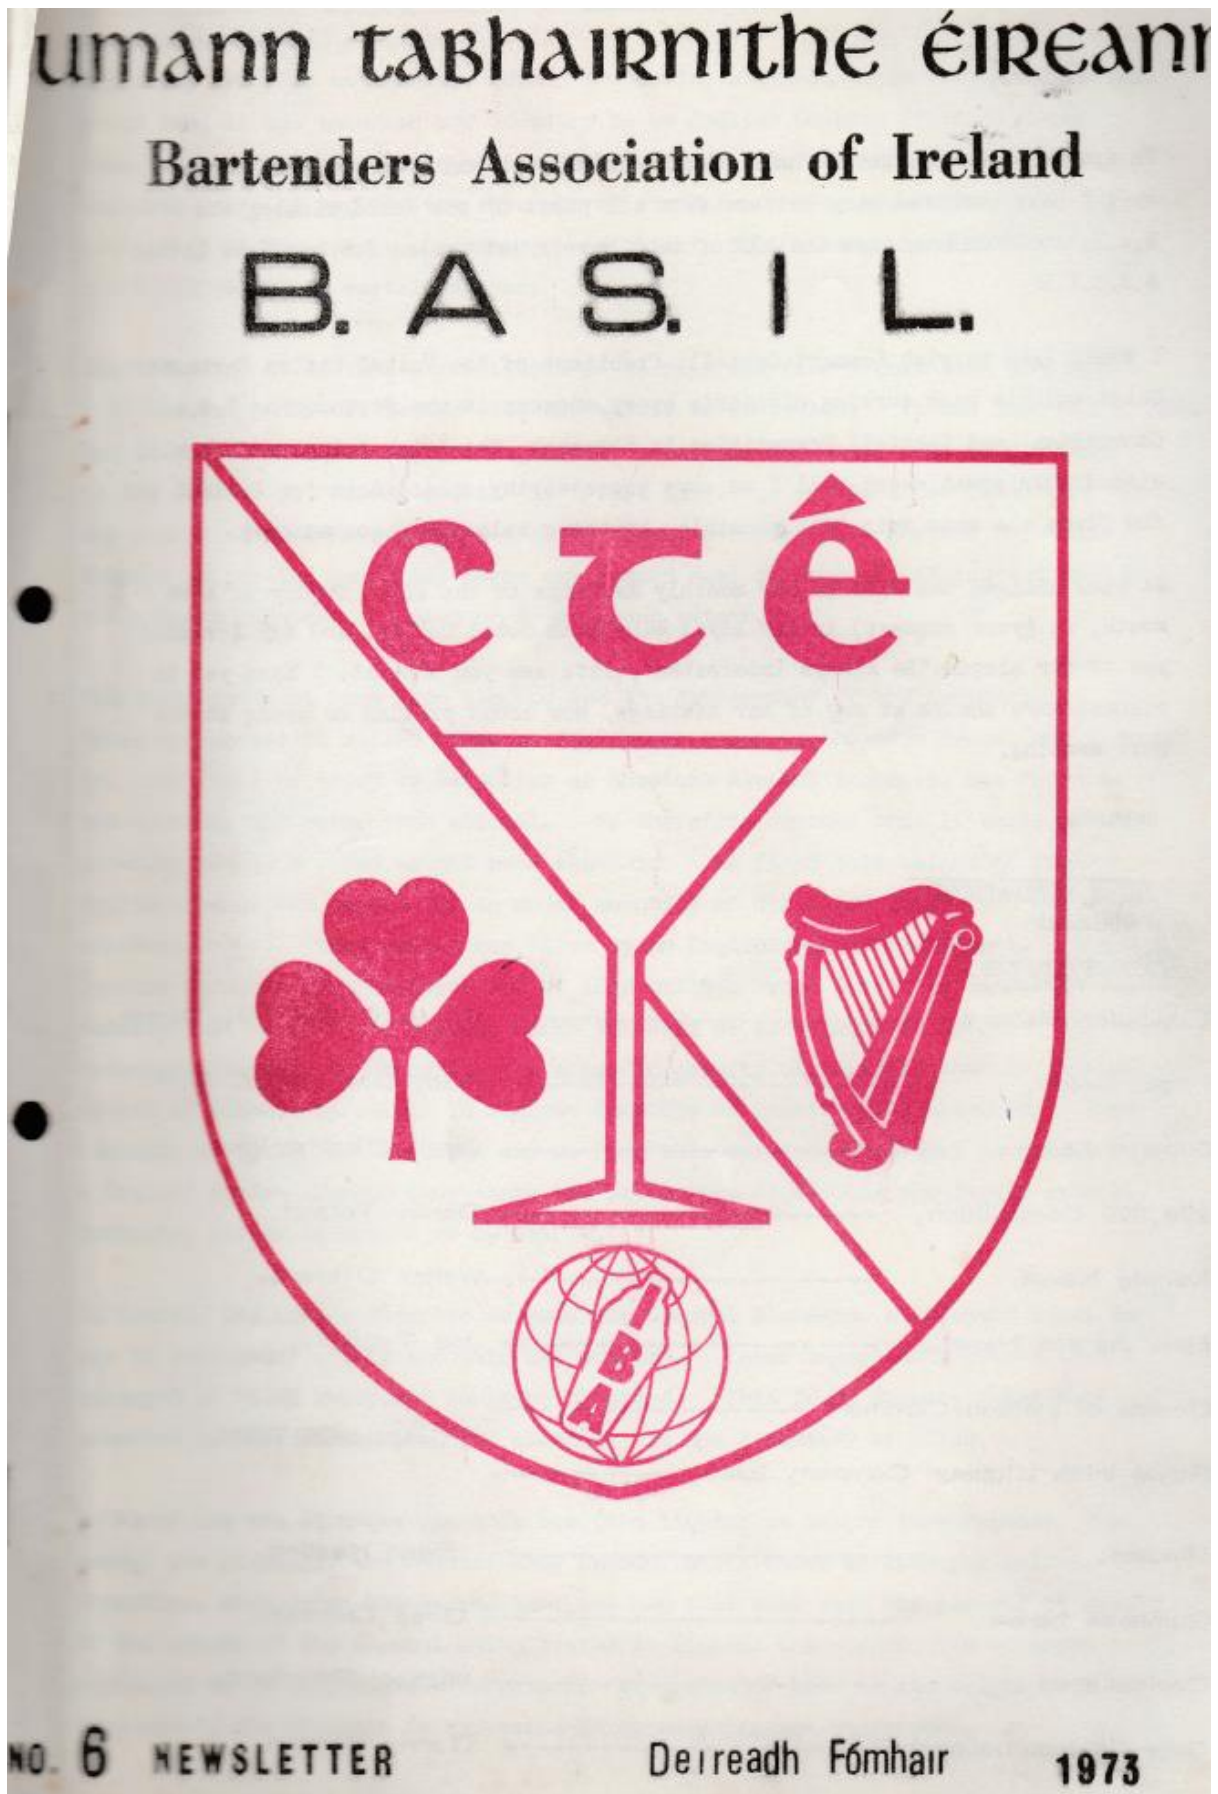 umann tabhairnithe éireann
Bartenders Association of Ireland
B. A S. I L.
cté
IBA
NO. 6 NEWSLETTER Deireadh Fómhair 1973